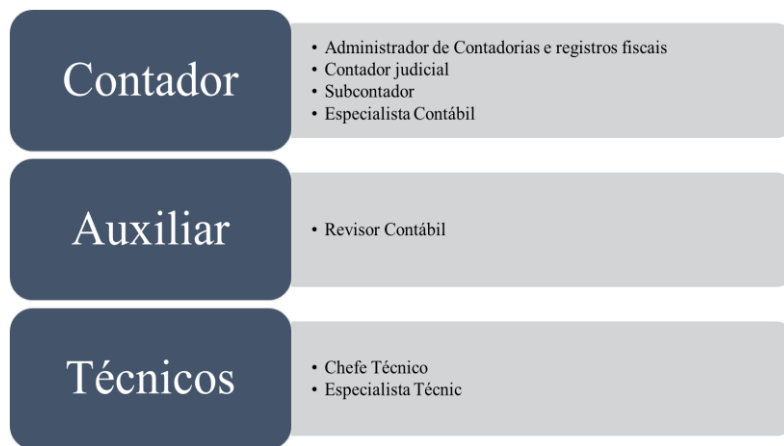 Contador
• Administrador de Contadorias e registros fiscais
• Contador judicial
• Subcontador
• Especialista Contábil
Auxiliar
• Revisor Contábil
Técnicos
• Chefe Técnico
• Especialista Técnic